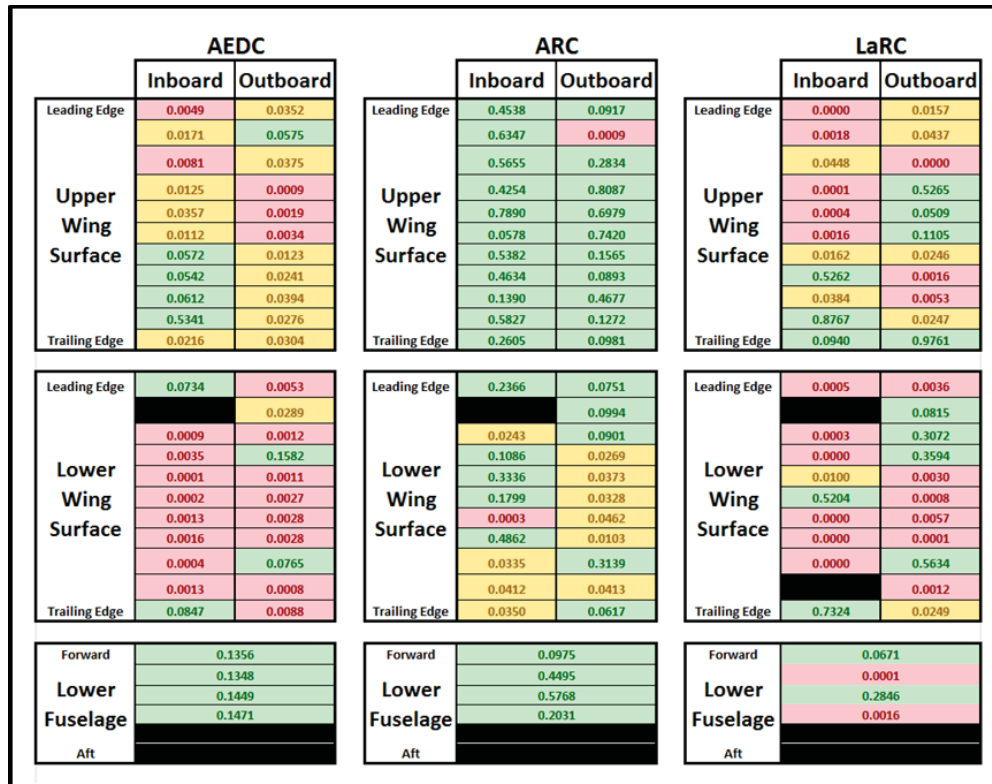 AEDC ARC LaRC
Inboard Outboard Inboard Outboard Inboard Outboard
Leading Edge 0.0049 0.0352 Leading Edge 0.4538 0.0917 Leading Edge 0.0000 0.0157
0.0171 0.0575 0.6347 0.0009 0.0018 0.0437
0.0081 0.0375 0.5655 0.2834 0.0448 0.0000
Upper 0.0125 0.0009 Upper 0.4254 0.8087 Upper 0.0001 0.5265
Wing 0.0357 0.0019 Wing 0.7890 0.6979 Wing 0.0004 0.0509
0.0112 0.0034 0.0578 0.7420 0.0016 0.1105
Surface 0.0572 0.0123 Surface 0.5382 0.1565 Surface 0.0162 0.0246
0.0542 0.0241 0.4634 0.0893 0.5262 0.0016
0.0612 0.0394 0.1390 0.4677 0.0384 0.0053
0.5341 0.0276 0.5827 0.1272 0.8767 0.0247
Trailing Edge 0.0216 0.0304 Trailing Edge 0.2605 0.0981 Trailing Edge 0.0940 0.9761
Leading Edge 0.0734 0.0053 Leading Edge 0.2366 0.0751 Leading Edge 0.0005 0.0036
0.0289 0.0994 0.0815
0.0009 0.0012 0.0243 0.0901 0.0003 0.3072
0.0035 0.1582 0.1086 0.0269 0.0000 0.3594
Lower 0.0001 0.0011 Lower 0.3336 0.0373 Lower 0.0100 0.0030
Wing 0.0002 0.0027 Wing 0.1799 0.0328 Wing 0.5204 0.0008
0.0013 0.0028 0.0003 0.0462 0.0000 0.0057
Surface 0.0016 0.0028 Surface 0.4862 0.0103 Surface 0.0000 0.0001
0.0004 0.0765 0.0335 0.3139 0.0000 0.5634
0.0013 0.0008 0.0412 0.0413 0.0012
Trailing Edge 0.0847 0.0088 Trailing Edge 0.0350 0.0617 Trailing Edge 0.7324 0.0249
Forward 0.1356 Forward 0.0975 Forward 0.0671
0.1348 0.4495 0.0001
Lower 0.1449 Lower 0.5768 Lower 0.2846
Fuselage 0.1471 Fuselage 0.2031 Fuselage 0.0016
Aft Aft Aft